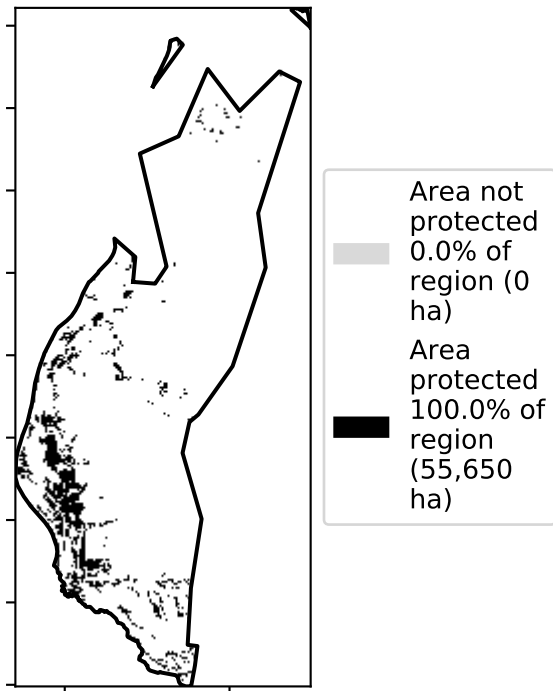 Area not
protected
0.0% of
region (0
ha)
Area
protected
100.0% of
region
(55,650
ha)